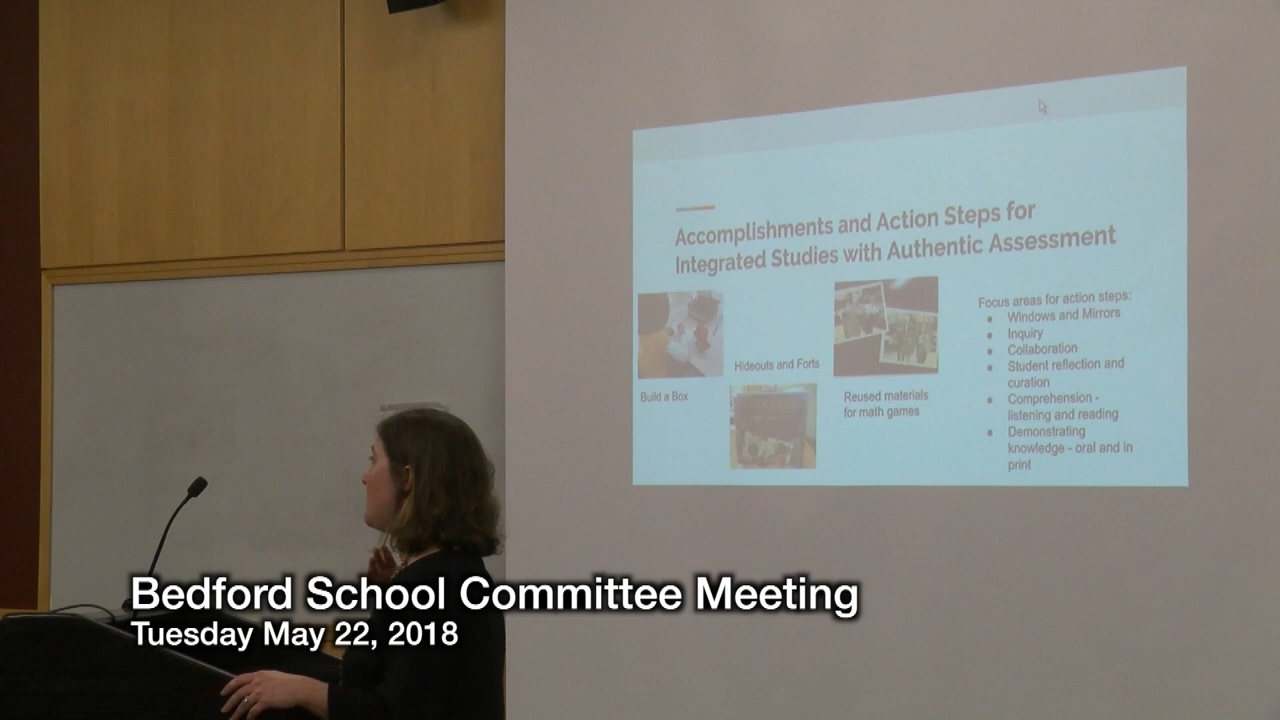 Accomplishments and Action Steps for
Integrated Studies with Authentic Assessment
Build a Box
Hideouts and Forts
Reused materials
for math games
Focus areas for action steps:
● Windows and Mirrors
● Inquiry
● Collaboration
● Student reflection and
curation
● Comprehension -
listening and reading
● Demonstrating
knowledge - oral and in
print
Bedford School Committee Meeting
Tuesday May 22, 2018